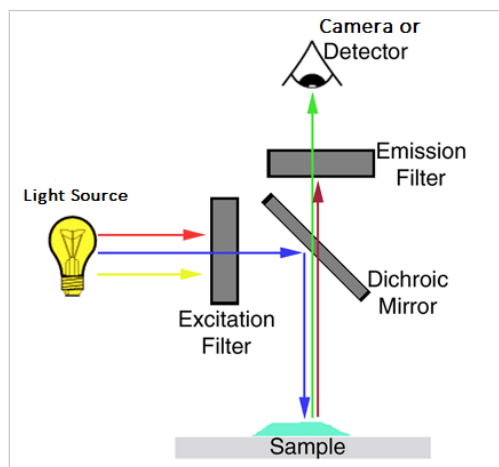 Camera or
Detector
Emission
Filter
Light Source
Dichroic
Mirror
Excitation
Filter
Sample